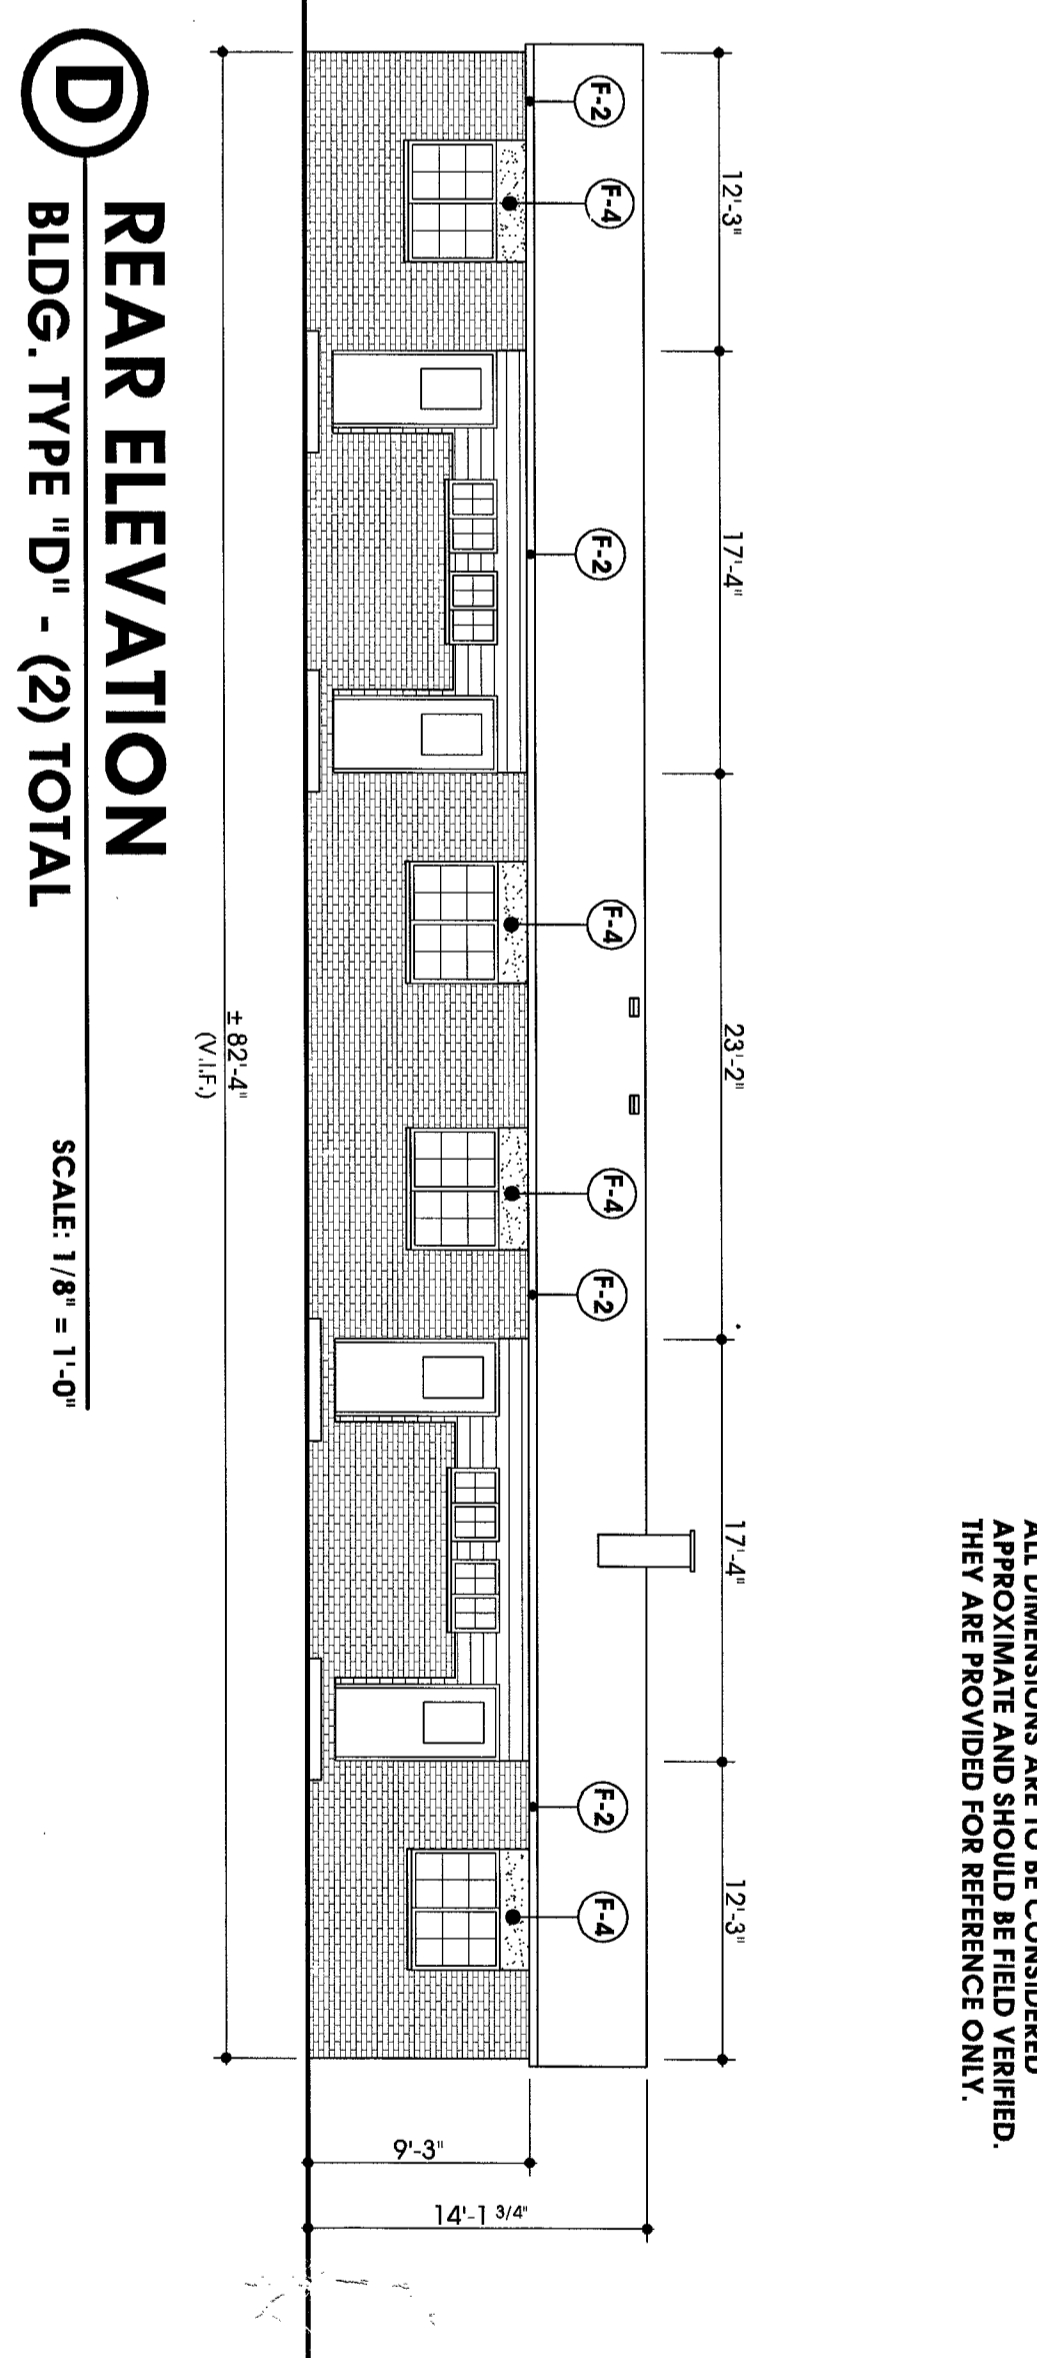 ALL DIMENSIONS ARE TO BE CONSIDERED
APPROXIMATE AND SHOULD BE FIELD VERIFIED.
THEY ARE PROVIDED FOR REFERENCE ONLY.
12'-3"
17'-4"
23'-2"
17'-4"
12'-3"
F-2
F-4
F-2
F-4
F-4
F-2
F-2
F-4
9'-3"
14'-1 3/4"
± 82'-4"
(V.I.F.)
D
REAR ELEVATION
BLDG. TYPE "D" - (2) TOTAL
SCALE: 1/8" = 1'-0"